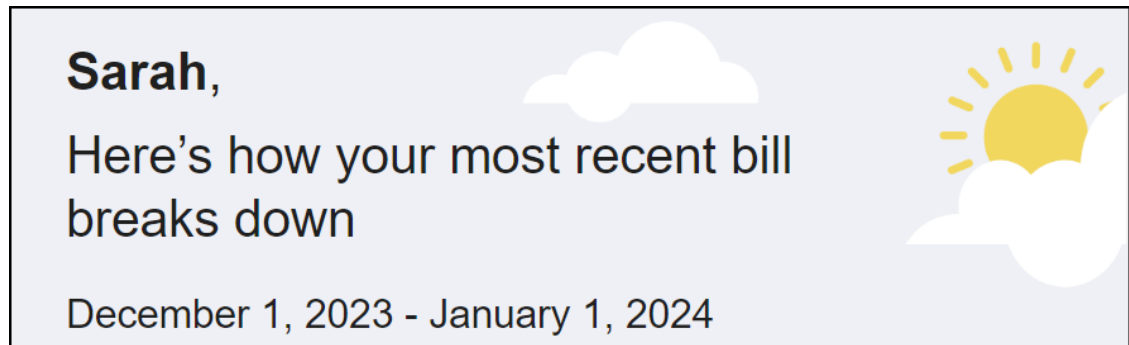 Sarah,
Here’s how your most recent bill
breaks down
December 1, 2023 - January 1, 2024